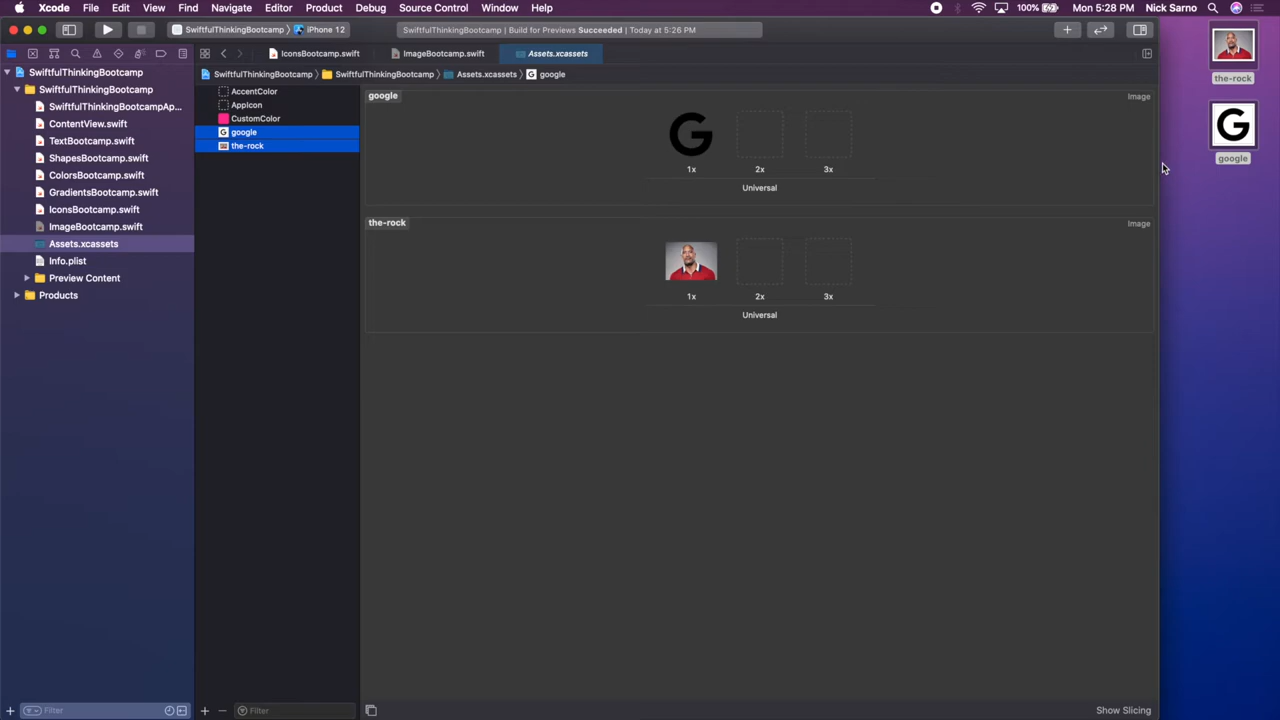 Xcode File Edit View Find Navigate Editor Product Debug Source Control Window Help 100% Mon 5:28 PM Nick Sarno
SwiftfulThinkingBootcamp 〉 iPhone 12
SwiftfulThinkingBootcamp | Build for Previews Succeeded | Today at 5:26 PM
IconsBootcamp.swift
ImageBootcamp.swift
Assets.xcassets
SwiftfulThinkingBootcamp 〉 SwiftfulThinkingBootcamp 〉 Assets.xcassets 〉 google
SwiftfulThinkingBootcamp
SwiftfulThinkingBootcamp
SwiftfulThinkingBootcampAp...
ContentView.swift
TextBootcamp.swift
ShapesBootcamp.swift
ColorsBootcamp.swift
GradientsBootcamp.swift
IconsBootcamp.swift
ImageBootcamp.swift
Assets.xcassets
Info.plist
Preview Content
Products
Filter
AccentColor
AppIcon
CustomColor
google
the-rock
Filter
google
Image
1x 2x 3x
Universal
the-rock
Image
1x 2x 3x
Universal
Show Slicing
the-rock
google